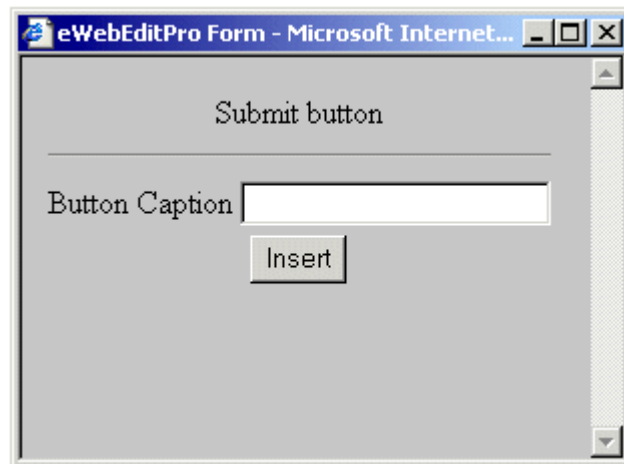 eWebEditPro Form - Microsoft Internet...
Submit button
Button Caption
Insert